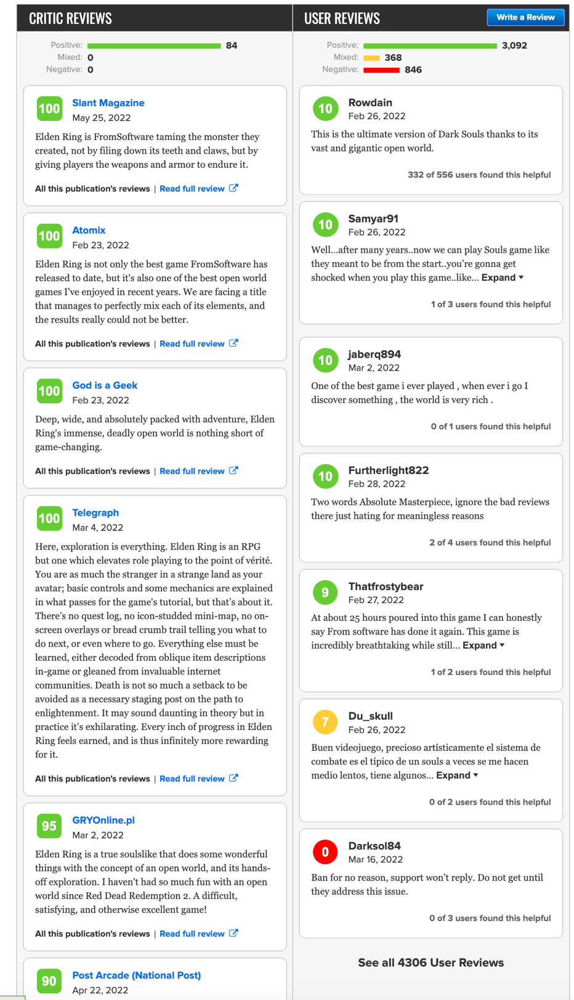 CRITIC REVIEWS
Positive: 84
Mixed: 0
Negative: 0
100
Slant Magazine
May 25, 2022
Elden Ring is FromSoftware taming the monster they
created, not by filing down its teeth and claws, but by
giving players the weapons and armor to endure it.
All this publication's reviews | Read full review
100
Atomix
Feb 23, 2022
Elden Ring is not only the best game FromSoftware has
released to date, but it's also one of the best open world
games I've enjoyed in recent years. We are facing a title
that manages to perfectly mix each of its elements, and
the results really could not be better.
All this publication's reviews | Read full review
100
God is a Geek
Feb 23, 2022
Deep, wide, and absolutely packed with adventure, Elden
Ring's immense, deadly open world is nothing short of
game-changing.
All this publication's reviews | Read full review
100
Telegraph
Mar 4, 2022
Here, exploration is everything. Elden Ring is an RPG
but one which elevates role playing to the point of vérité.
You are as much the stranger in a strange land as your
avatar; basic controls and some mechanics are explained
in what passes for the game's tutorial, but that’s about it.
There’s no quest log, no icon-studded mini-map, no on-
screen overlays or bread crumb trail telling you what to
do next, or even where to go. Everything else must be
learned, either decoded from oblique item descriptions
in-game or gleaned from invaluable internet
communities. Death is not so much a setback to be
avoided as a necessary staging post on the path to
enlightenment. It may sound daunting in theory but in
practice it’s exhilarating. Every inch of progress in Elden
Ring feels earned, and is thus infinitely more rewarding
for it.
All this publication's reviews | Read full review
95
GRYOnline.pl
Mar 2, 2022
Elden Ring is a true soulslike that does some wonderful
things with the concept of an open world, and its hands-
off exploration. I haven't had so much fun with an open
world since Red Dead Redemption 2. A difficult,
satisfying, and otherwise excellent game!
All this publication's reviews | Read full review
90
Post Arcade (National Post)
Apr 22, 2022
USER REVIEWS
Write a Review
Positive: 3,092
Mixed: 368
Negative: 846
10
Rowdain
Feb 26, 2022
This is the ultimate version of Dark Souls thanks to its
vast and gigantic open world.
332 of 556 users found this helpful
10
Samyar91
Feb 26, 2022
Well...after many years..now we can play Souls game like
they meant to be from the start..you’re gonna get
shocked when you play this game..like... Expand
1 of 3 users found this helpful
10
jaberq894
Mar 2, 2022
One of the best game i ever played , when ever i go I
discover something , the world is very rich .
0 of 1 users found this helpful
10
Furtherlight822
Feb 28, 2022
Two words Absolute Masterpiece, ignore the bad reviews
there just hating for meaningless reasons
2 of 4 users found this helpful
9
Thatfrostybear
Feb 27, 2022
At about 25 hours poured into this game I can honestly
say From software has done it again. This game is
incredibly breathtaking while still... Expand
1 of 2 users found this helpful
7
Du_skull
Feb 26, 2022
Buen videojuego, precioso artísticamente el sistema de
combate es el típico de un souls a veces se me hacen
medio lentos, tiene algunos... Expand
0 of 2 users found this helpful
0
Darksol84
Mar 16, 2022
Ban for no reason, support won't reply. Do not get until
they address this issue.
0 of 3 users found this helpful
See all 4306 User Reviews